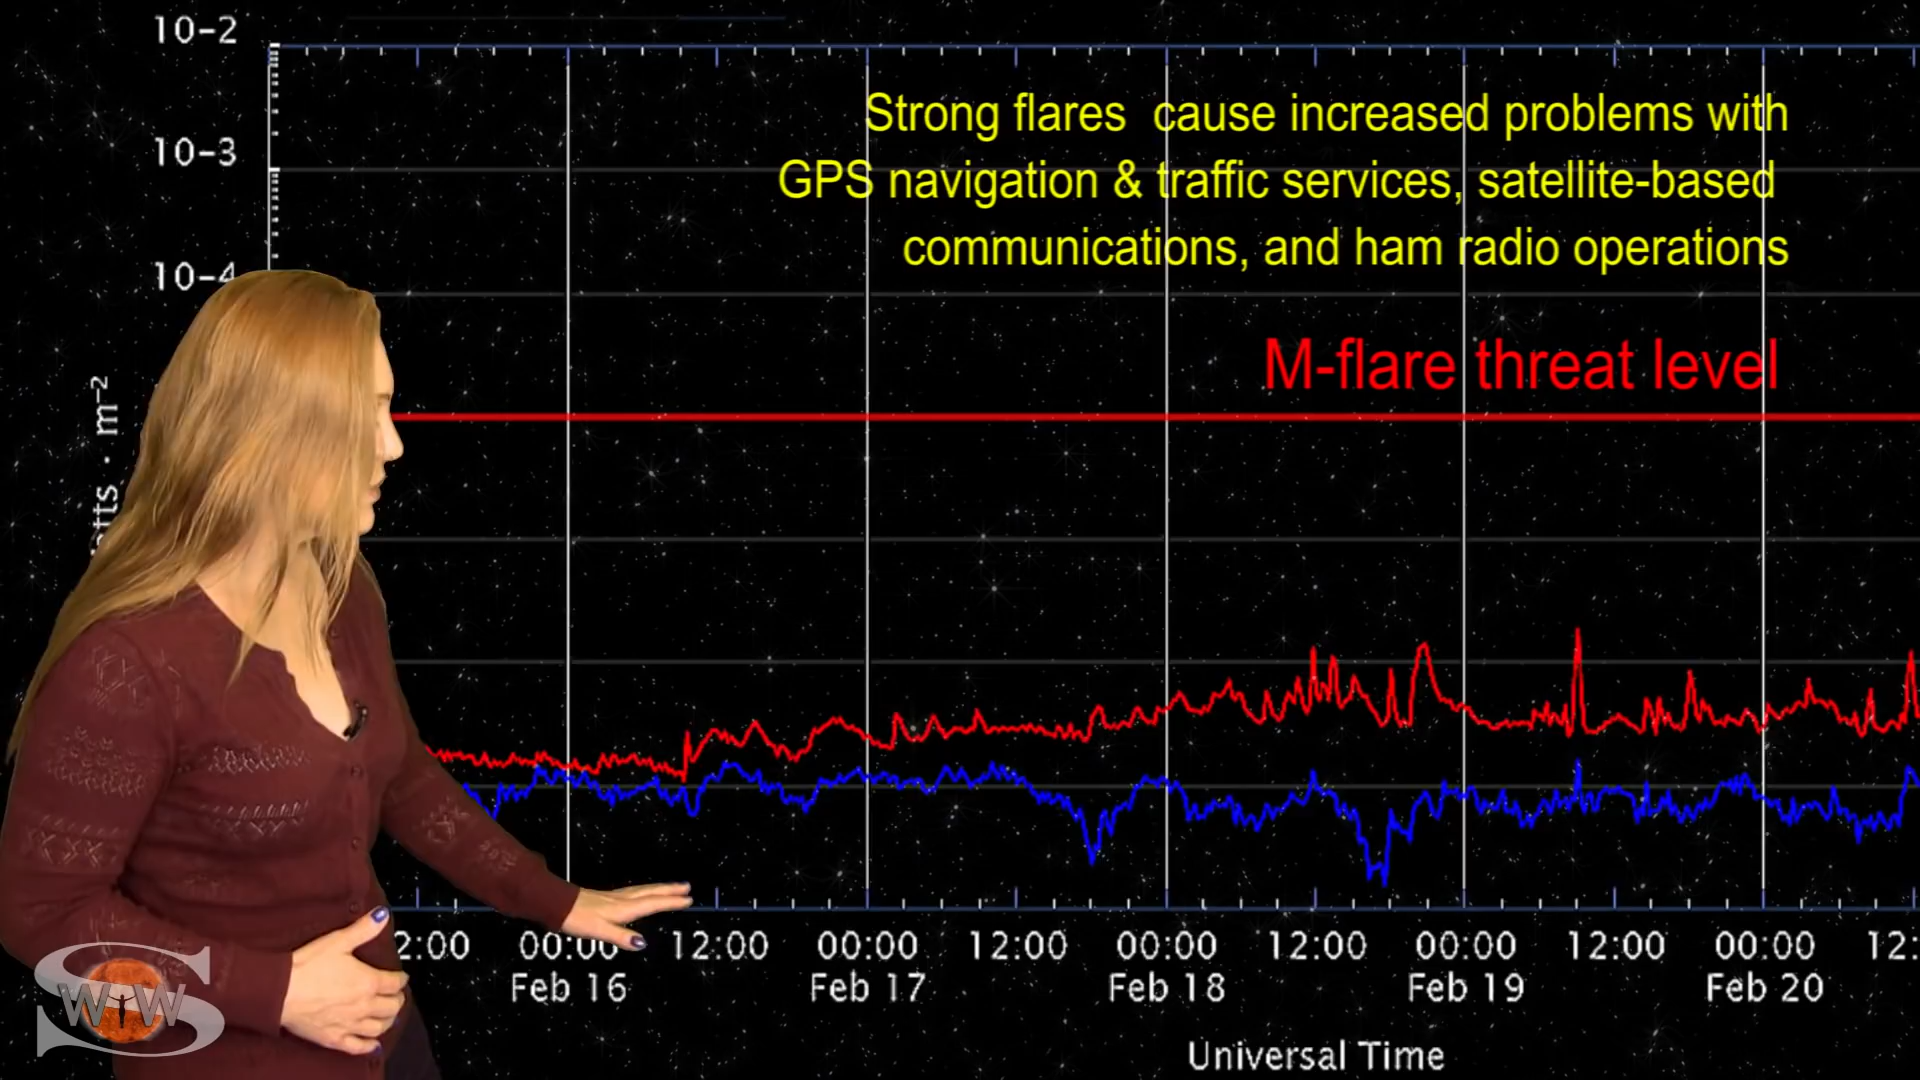 10-2
10-3
10-4
Strong flares cause increased problems with
GPS navigation & traffic services, satellite-based
communications, and ham radio operations
M-flare threat level
m-2
2:00 00:00 12:00 00:00 12:00 00:00 12:00 00:00 12:00 00:00 12:
Feb 16 Feb 17 Feb 18 Feb 19 Feb 20
Universal Time
S
WTW